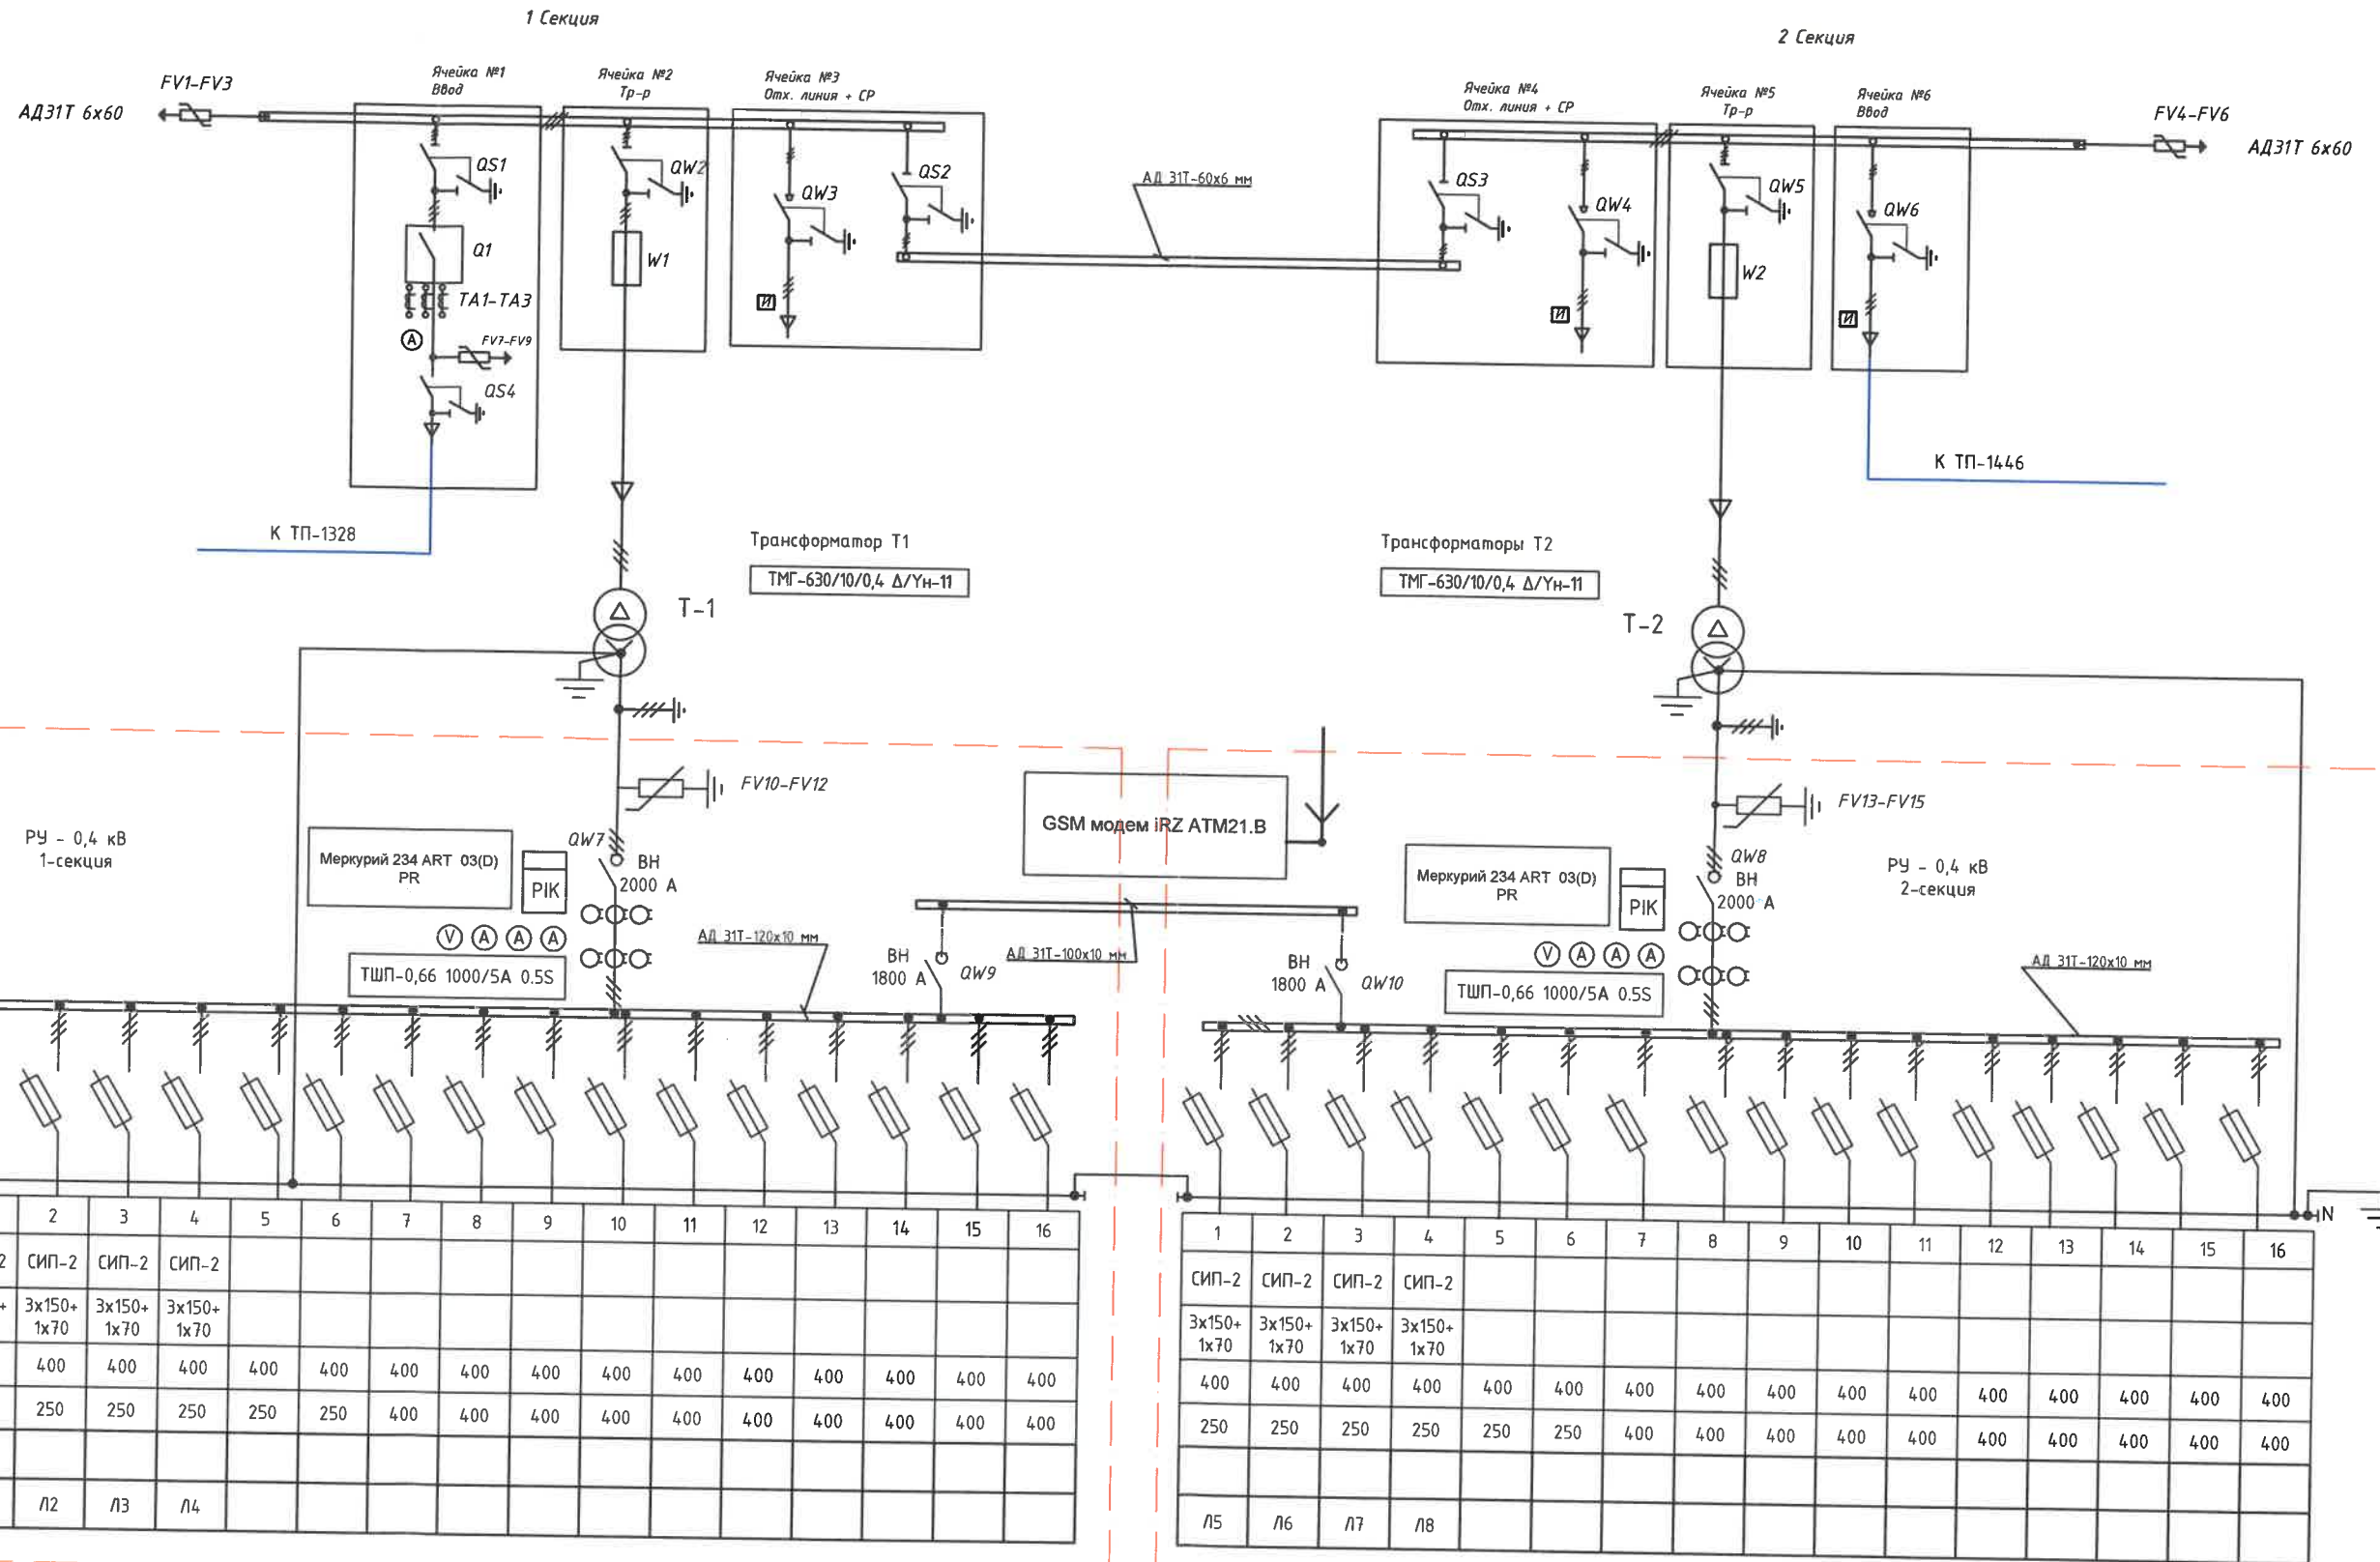 1 Секция
2 Секция
FV1-FV3
АД31Т 6х60
Ячейка №1
Ввод
Ячейка №2
Тр-р
Ячейка №3
Отх. линия + СР
Ячейка №4
Отх. линия + СР
Ячейка №5
Тр-р
Ячейка №6
Ввод
FV4-FV6
АД31Т 6х60
QS1
QW2
QW3
QS2
АД 31Т-60х6 мм
QS3
QW4
QW5
QW6
Q1
W1
W2
TA1-TA3
И
И
И
A
FV7-FV9
QS4
К ТП-1328
К ТП-1446
Трансформатор Т1
ТМГ-630/10/0,4 Δ/Yн-11
Трансформаторы Т2
ТМГ-630/10/0,4 Δ/Yн-11
Т-1
Т-2
FV10-FV12
FV13-FV15
GSM модем iRZ ATM21.B
РУ - 0,4 кВ
1-секция
Меркурий 234 ART 03(D)
PR
PIK
QW7
ВН
2000 А
V A A A
ТШП-0,66 1000/5А 0.5S
АД 31Т-120х10 мм
ВН
1800 А
QW9
АД 31Т-100х10 мм
ВН
1800 А
QW10
Меркурий 234 ART 03(D)
PR
PIK
QW8
ВН
2000 А
V A A A
ТШП-0,66 1000/5А 0.5S
РУ - 0,4 кВ
2-секция
АД 31Т-120х10 мм
N
2 3 4 5 6 7 8 9 10 11 12 13 14 15 16
2 СИП-2 СИП-2 СИП-2
+ 3х150+ 3х150+ 3х150+
1х70 1х70 1х70
400 400 400 400 400 400 400 400 400 400 400 400 400 400 400
250 250 250 250 250 400 400 400 400 400 400 400 400 400 400
Л2 Л3 Л4
1 2 3 4 5 6 7 8 9 10 11 12 13 14 15 16
СИП-2 СИП-2 СИП-2 СИП-2
3х150+ 3х150+ 3х150+ 3х150+
1х70 1х70 1х70 1х70
400 400 400 400 400 400 400 400 400 400 400 400 400 400 400 400
250 250 250 250 250 250 400 400 400 400 400 400 400 400 400 400
Л5 Л6 Л7 Л8